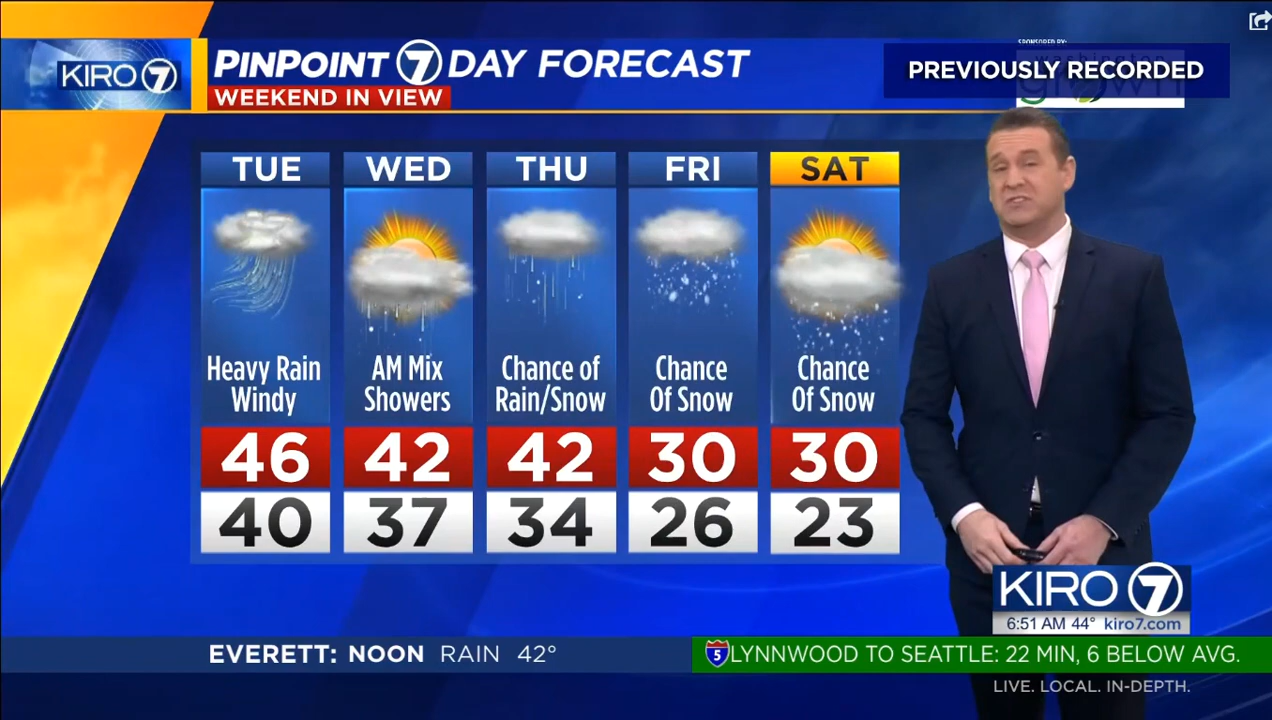 KIRO 7
PINPOINT 7 DAY FORECAST
WEEKEND IN VIEW
SPONSORED BY:
PREVIOUSLY RECORDED
TUE WED THU FRI SAT
Heavy Rain AM Mix Chance of Chance Chance
Windy Showers Rain/Snow Of Snow Of Snow
46 42 42 30 30
40 37 34 26 23
KIRO 7
6:51 AM 44° kiro7.com
EVERETT: NOON RAIN 42°
5 LYNNWOOD TO SEATTLE: 22 MIN, 6 BELOW AVG.
LIVE. LOCAL. IN-DEPTH.